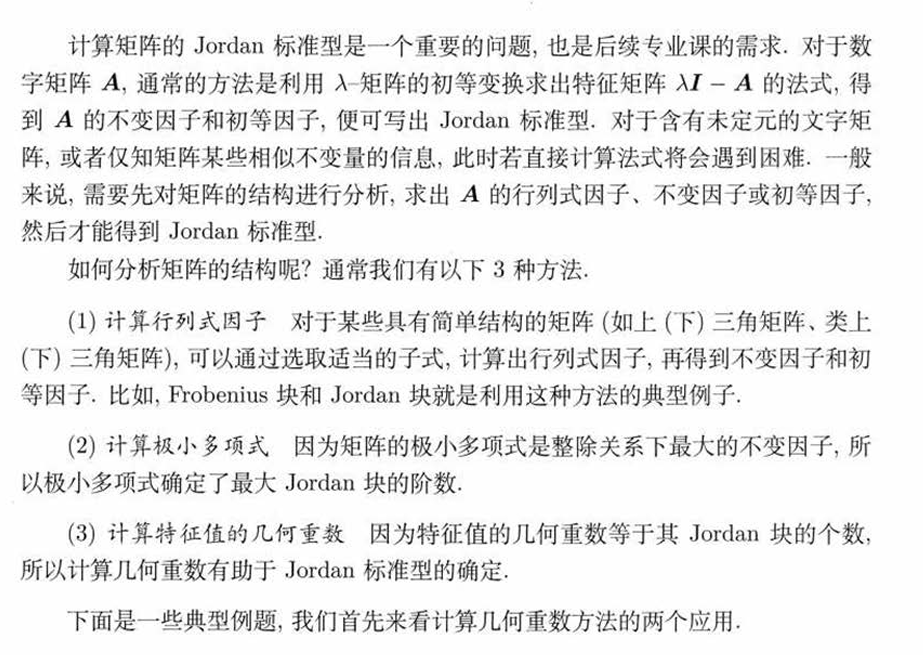 计算矩阵的 Jordan 标准型是一个重要的问题, 也是后续专业课的需求. 对于数
字矩阵 A, 通常的方法是利用 λ-矩阵的初等变换求出特征矩阵 λI − A 的法式, 得
到 A 的不变因子和初等因子, 便可写出 Jordan 标准型. 对于含有未定元的文字矩
阵, 或者仅知矩阵某些相似不变量的信息, 此时若直接计算法式将会遇到困难. 一般
来说, 需要先对矩阵的结构进行分析, 求出 A 的行列式因子、不变因子或初等因子,
然后才能得到 Jordan 标准型.
如何分析矩阵的结构呢? 通常我们有以下 3 种方法.
(1) 计算行列式因子 对于某些具有简单结构的矩阵 (如上 (下) 三角矩阵、类上
(下) 三角矩阵), 可以通过选取适当的子式, 计算出行列式因子, 再得到不变因子和初
等因子. 比如, Frobenius 块和 Jordan 块就是利用这种方法的典型例子.
(2) 计算极小多项式 因为矩阵的极小多项式是整除关系下最大的不变因子, 所
以极小多项式确定了最大 Jordan 块的阶数.
(3) 计算特征值的几何重数 因为特征值的几何重数等于其 Jordan 块的个数,
所以计算几何重数有助于 Jordan 标准型的确定.
下面是一些典型例题, 我们首先来看计算几何重数方法的两个应用.